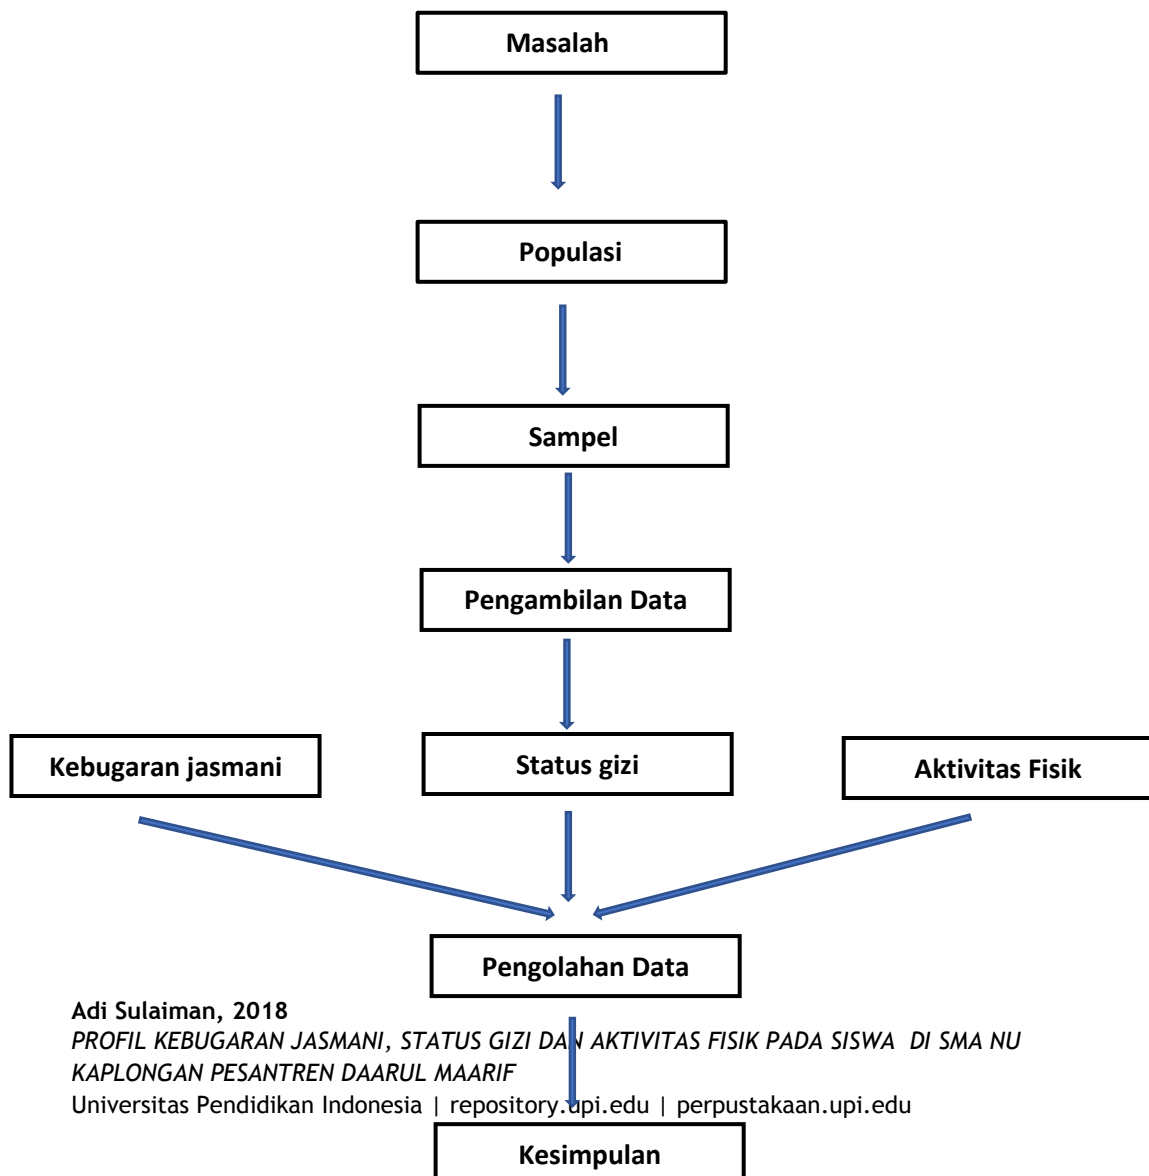 Masalah
Populasi
Sampel
Pengambilan Data
Kebugaran jasmani
Status gizi
Aktivitas Fisik
Pengolahan Data
Adi Sulaiman, 2018
PROFIL KEBUGARAN JASMANI, STATUS GIZI DAN AKTIVITAS FISIK PADA SISWA DI SMA NU
KAPLONGAN PESANTREN DAARUL MAARIF
Universitas Pendidikan Indonesia | repository.upi.edu | perpustakaan.upi.edu
Kesimpulan